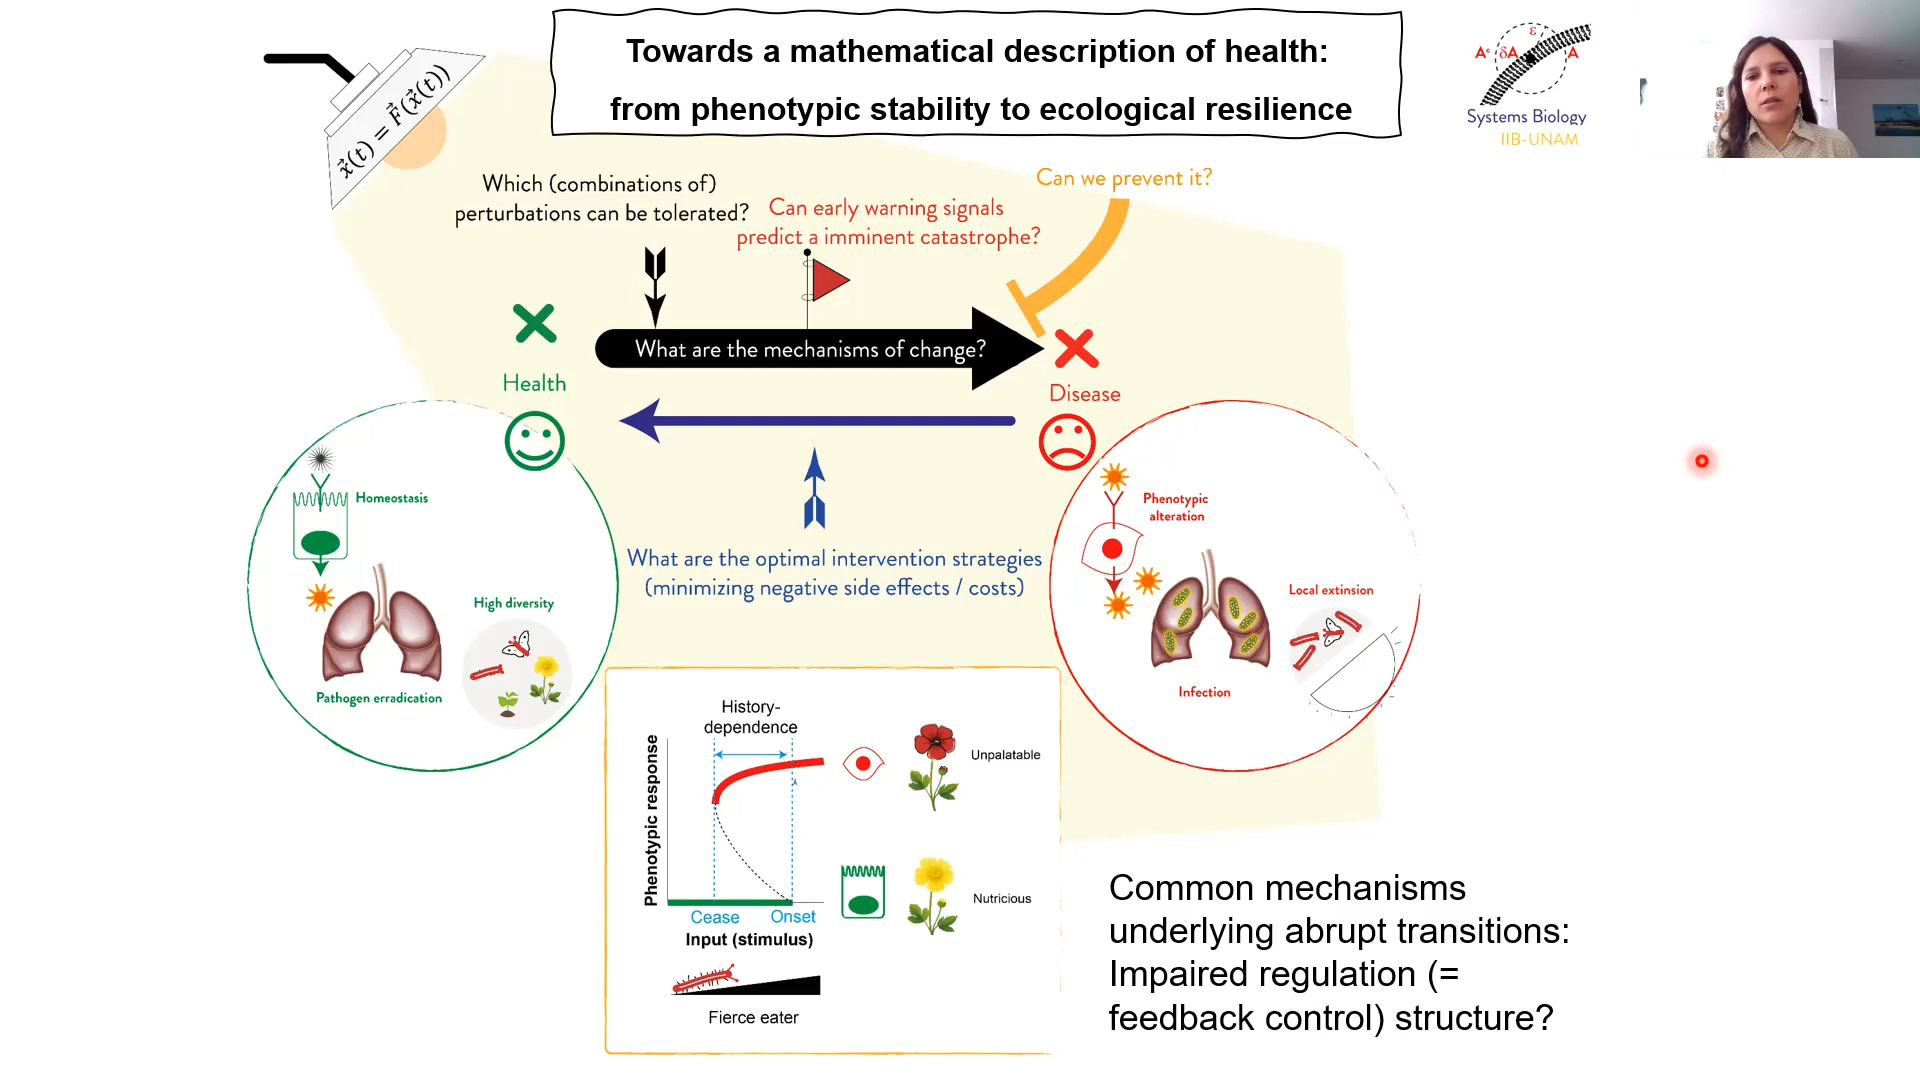 Towards a mathematical description of health:
from phenotypic stability to ecological resilience
ẋ⃗(t) = F⃗(x⃗(t))
Aᶜ δA ε A
Systems Biology
IIB-UNAM
Which (combinations of)
perturbations can be tolerated?
Can early warning signals
predict a imminent catastrophe?
Can we prevent it?
What are the mechanisms of change?
Health
Disease
What are the optimal intervention strategies
(minimizing negative side effects / costs)
Homeostasis
High diversity
Pathogen erradication
Phenotypic
alteration
Local extinsion
Infection
History-
dependence
Phenotypic response
Cease
Onset
Input (stimulus)
Fierce eater
Unpalatable
Nutricious
Common mechanisms
underlying abrupt transitions:
Impaired regulation (=
feedback control) structure?